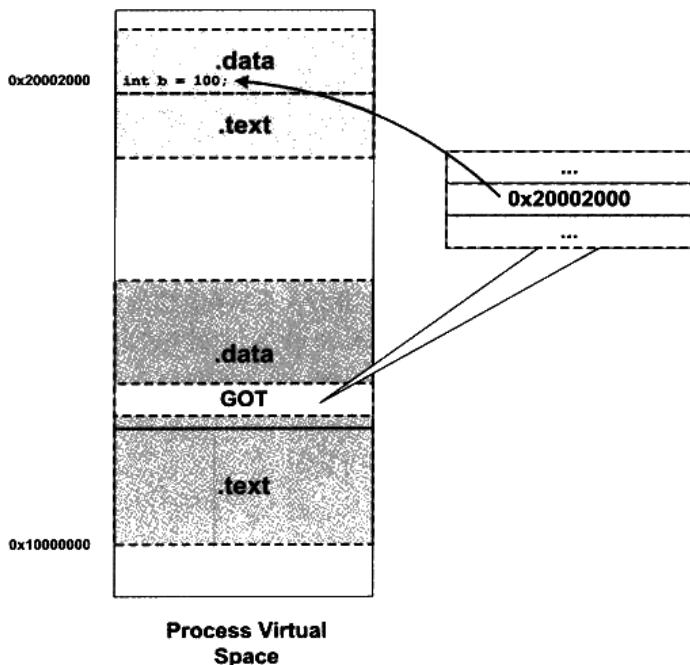 .data
0x20002000
int b = 100;
.text
...
0x20002000
...
.data
GOT
.text
0x10000000
Process Virtual
Space